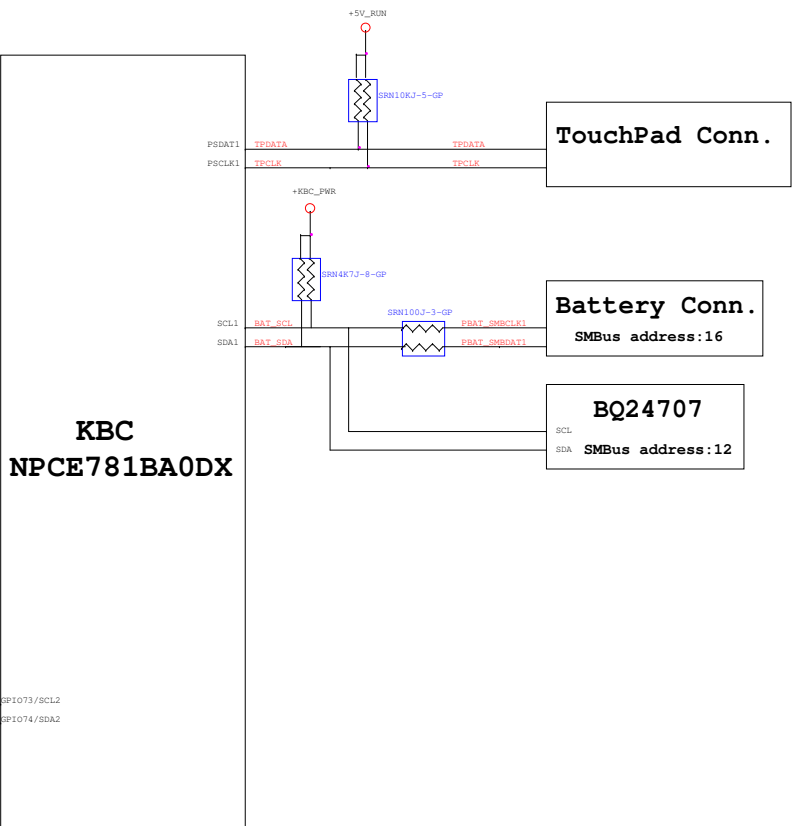 +5V_RUN
SRN10KJ-5-GP
PSDAT1 TPDATA TPDATA
PSCLK1 TPCLK TPCLK
TouchPad Conn.
+KBC_PWR
SRN4K7J-8-GP
SRN100J-3-GP
SCL1 BAT_SCL PBAT_SMBCLK1
SDA1 BAT_SDA PBAT_SMBDAT1
Battery Conn.
SMBus address:16
BQ24707
SCL
SDA SMBus address:12
KBC
NPCE781BA0DX
GPIO73/SCL2
GPIO74/SDA2